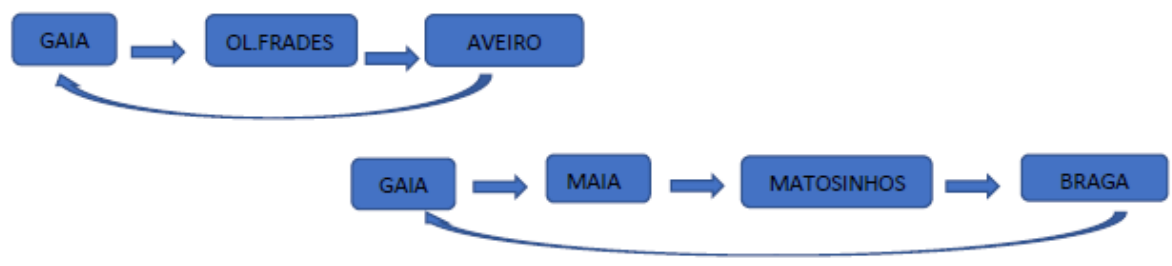 GAIA OL.FRADES AVEIRO
GAIA MAIA MATOSINHOS BRAGA